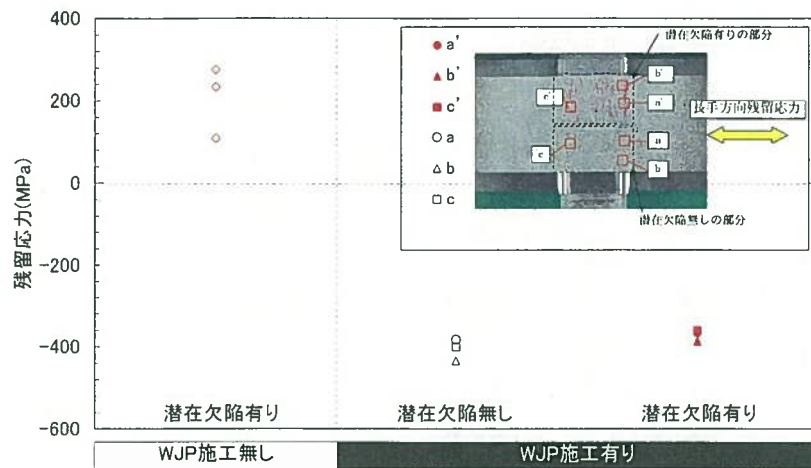 400
200
0
-200
-400
-600
残留応力(MPa)
a'
b'
c'
a
b
c
潜在欠陥有りの部分
b'
c'
a'
長手方向残留応力
a
c
b
潜在欠陥無しの部分
潜在欠陥有り
潜在欠陥無し
潜在欠陥有り
WJP施工無し
WJP施工有り